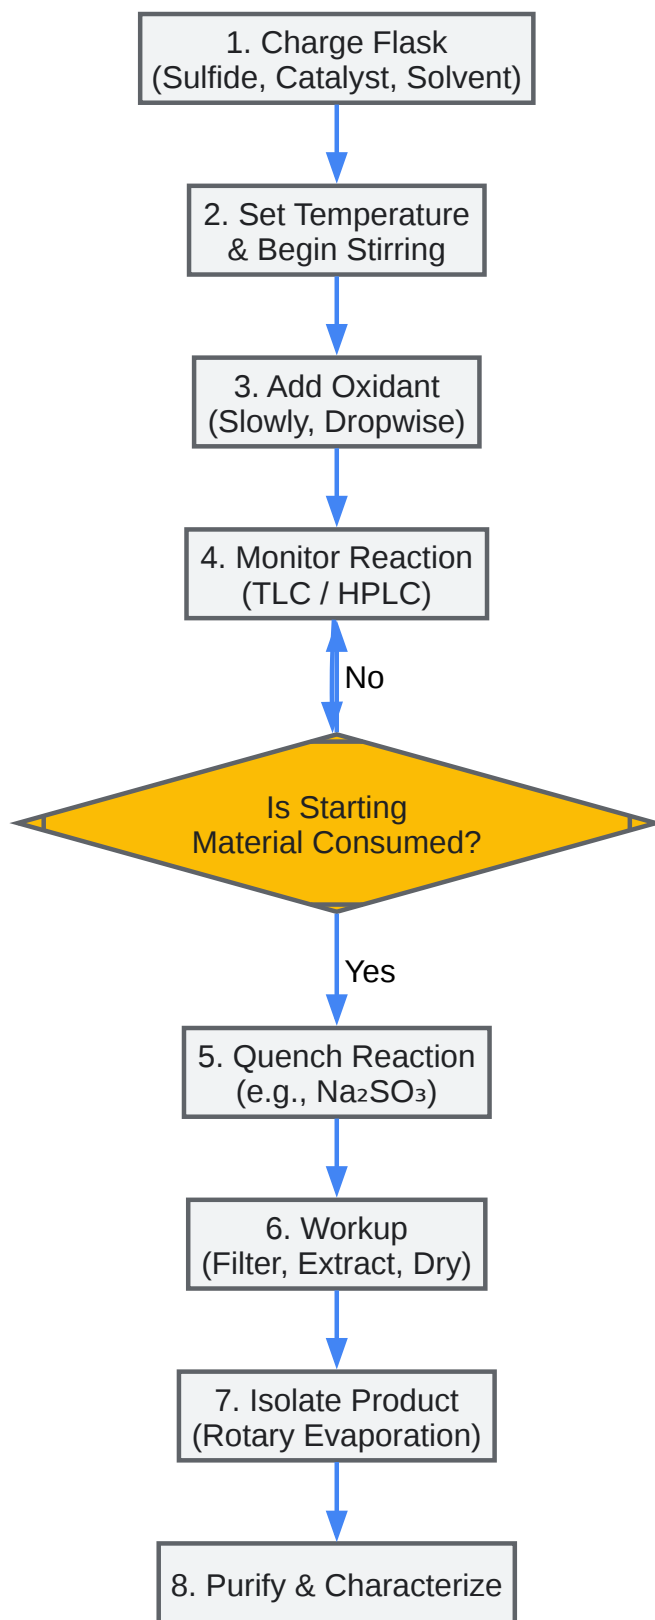 1. Charge Flask
(Sulfide, Catalyst, Solvent)
2. Set Temperature
& Begin Stirring
3. Add Oxidant
(Slowly, Dropwise)
4. Monitor Reaction
(TLC / HPLC)
No
Is Starting
Material Consumed?
Yes
5. Quench Reaction
(e.g., Na₂SO₃)
6. Workup
(Filter, Extract, Dry)
7. Isolate Product
(Rotary Evaporation)
8. Purify & Characterize